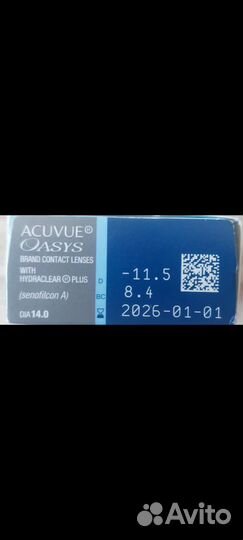 ACUVUE®
OASYS
BRAND CONTACT LENSES
WITH
HYDRACLEAR® PLUS
(senofilcon A)
DIA 14.0
D -11.5
BC 8.4
2026-01-01
Avito